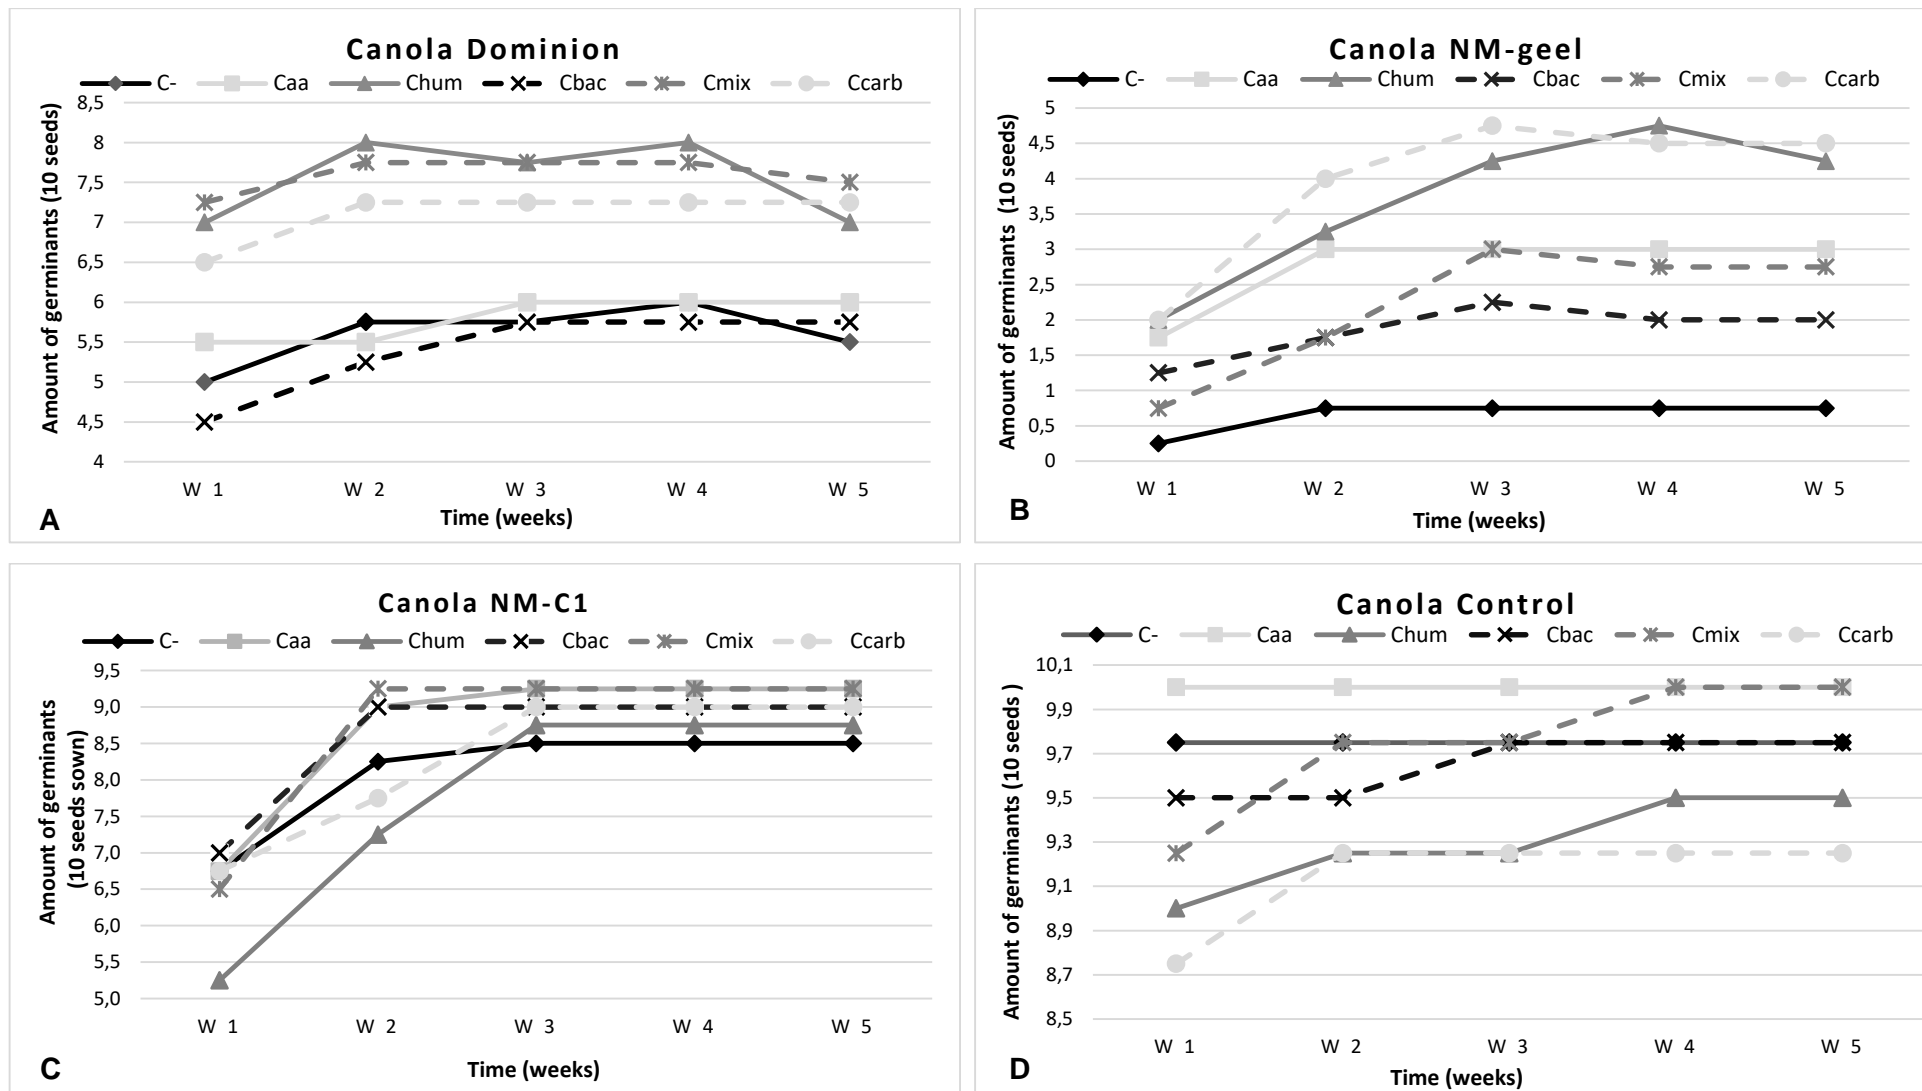 Canola Dominion
C- Caa Chum Cbac Cmix Ccarb
Amount of germinants (10 seeds)
8,5
8
7,5
7
6,5
6
5,5
5
4,5
4
W 1 W 2 W 3 W 4 W 5
Time (weeks)
A
Canola NM-geel
C- Caa Chum Cbac Cmix Ccarb
Amount of germinants (10 seeds)
5
4,5
4
3,5
3
2,5
2
1,5
1
0,5
0
W 1 W 2 W 3 W 4 W 5
Time (weeks)
B
Canola NM-C1
C- Caa Chum Cbac Cmix Ccarb
Amount of germinants
(10 seeds sown)
9,5
9,0
8,5
8,0
7,5
7,0
6,5
6,0
5,5
5,0
W 1 W 2 W 3 W 4 W 5
Time (weeks)
C
Canola Control
C- Caa Chum Cbac Cmix Ccarb
Amount of germinants (10 seeds )
10,1
9,9
9,7
9,5
9,3
9,1
8,9
8,7
8,5
W 1 W 2 W 3 W 4 W 5
Time (weeks)
D